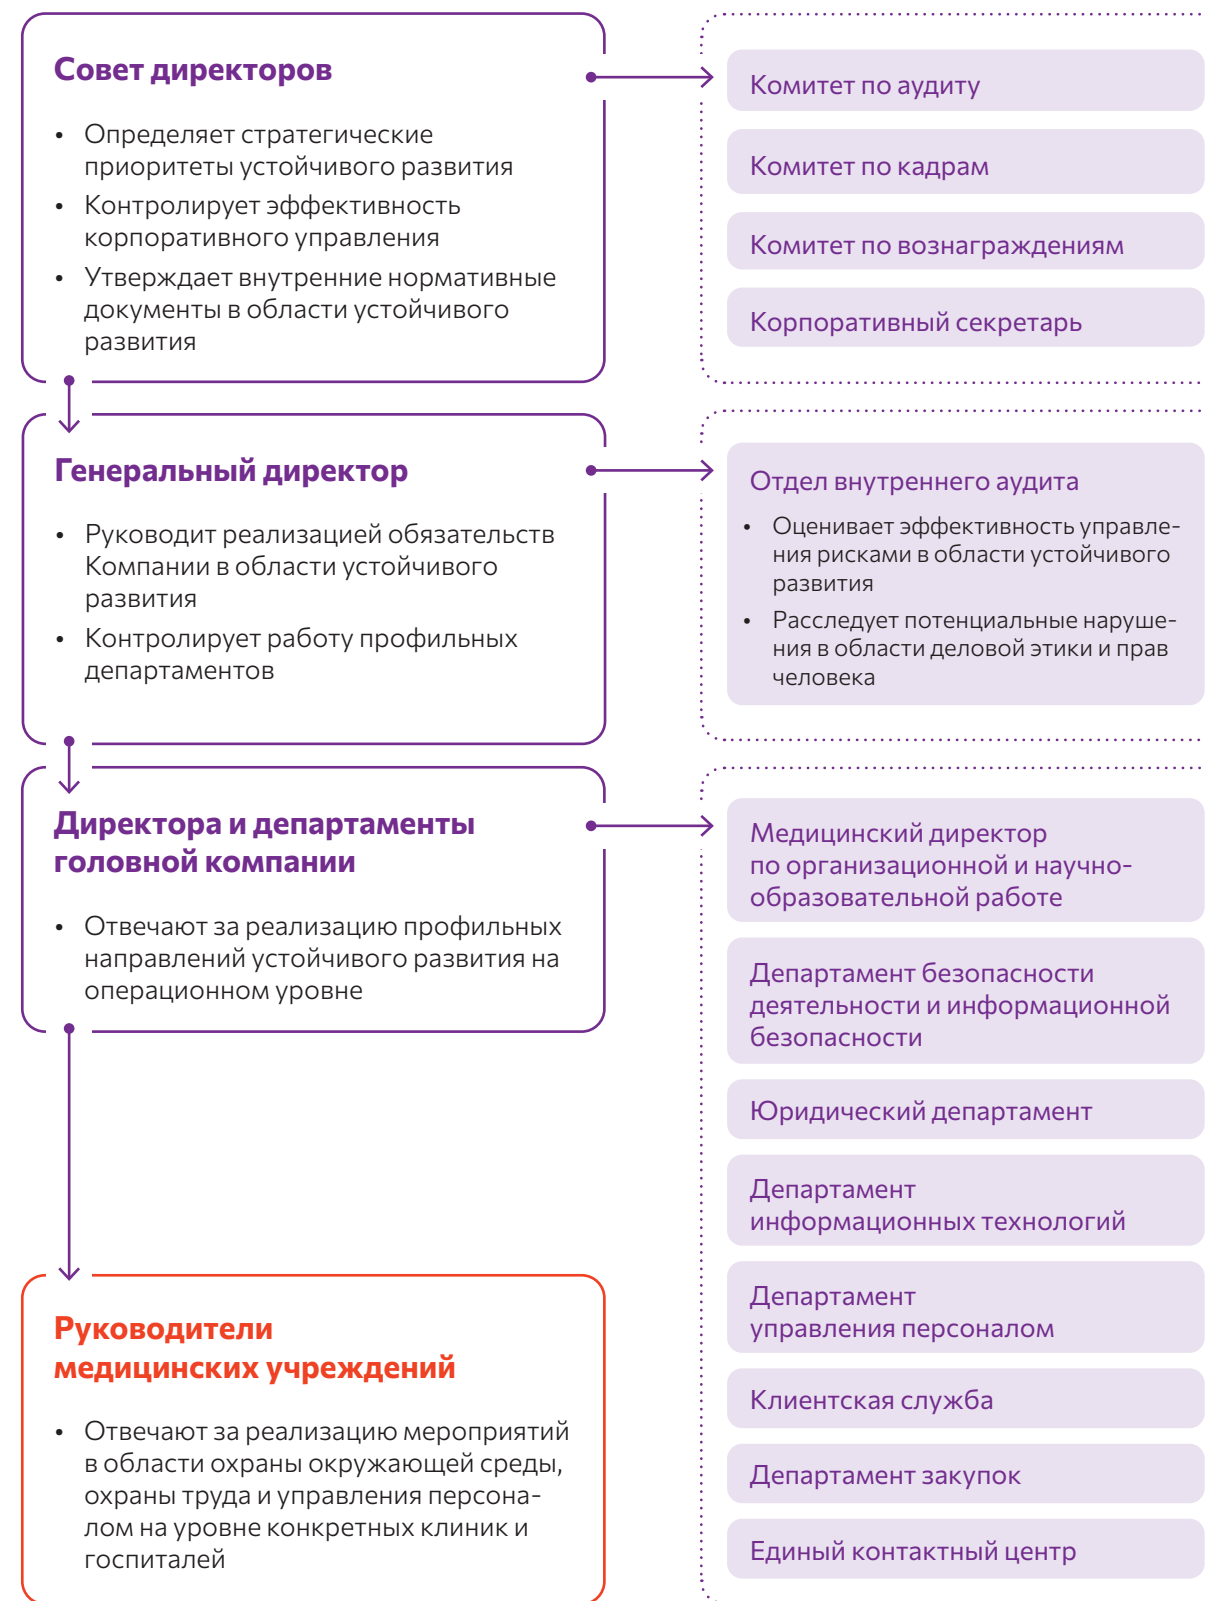 Совет директоров
• Определяет стратегические
приоритеты устойчивого развития
• Контролирует эффективность
корпоративного управления
• Утверждает внутренние нормативные
документы в области устойчивого
развития
Комитет по аудиту
Комитет по кадрам
Комитет по вознаграждениям
Корпоративный секретарь
Генеральный директор
• Руководит реализацией обязательств
Компании в области устойчивого
развития
• Контролирует работу профильных
департаментов
Отдел внутреннего аудита
• Оценивает эффективность управле-
ния рисками в области устойчивого
развития
• Расследует потенциальные наруше-
ния в области деловой этики и прав
человека
Директора и департаменты
головной компании
• Отвечают за реализацию профильных
направлений устойчивого развития на
операционном уровне
Медицинский директор
по организационной и научно-
образовательной работе
Департамент безопасности
деятельности и информационной
безопасности
Юридический департамент
Департамент
информационных технологий
Департамент
управления персоналом
Клиентская служба
Департамент закупок
Единый контактный центр
Руководители
медицинских учреждений
• Отвечают за реализацию мероприятий
в области охраны окружающей среды,
охраны труда и управления персона-
лом на уровне конкретных клиник и
госпиталей